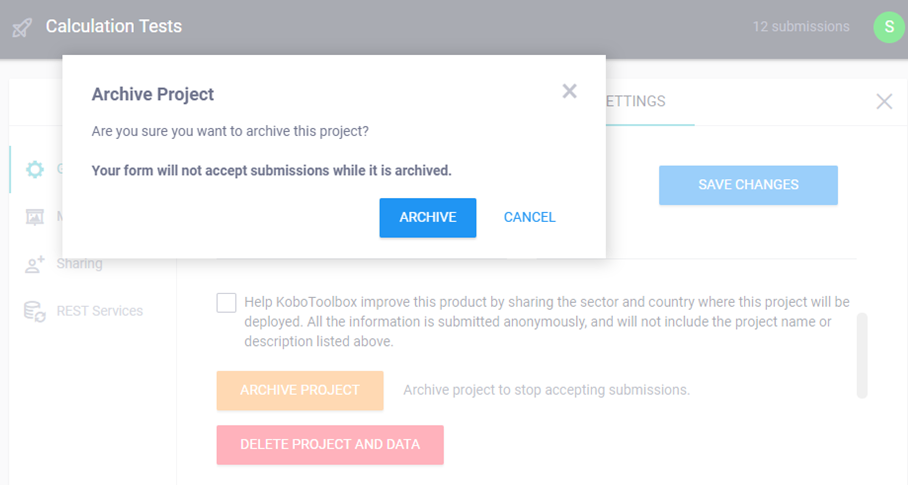 Calculation Tests
12 submissions
S
Archive Project
Are you sure you want to archive this project?
Your form will not accept submissions while it is archived.
ARCHIVE
CANCEL
ETTINGS
G
M
Sharing
REST Services
SAVE CHANGES
Help KoboToolbox improve this product by sharing the sector and country where this project will be
deployed. All the information is submitted anonymously, and will not include the project name or
description listed above.
ARCHIVE PROJECT
Archive project to stop accepting submissions.
DELETE PROJECT AND DATA